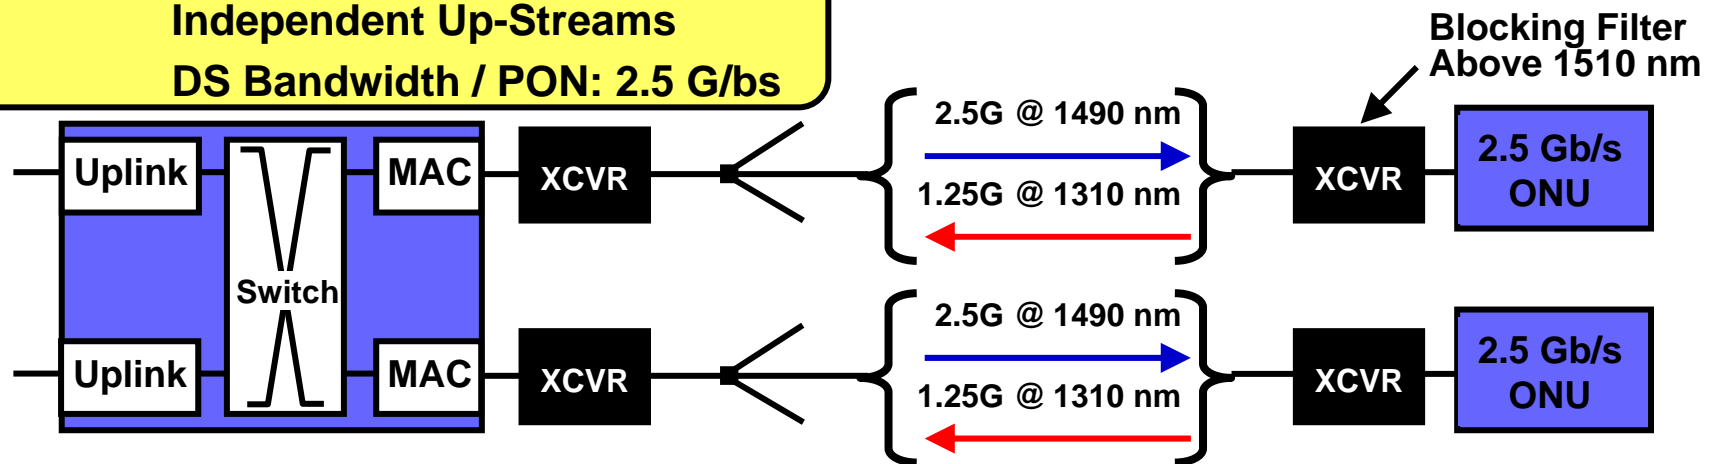 Independent Up-Streams
DS Bandwidth / PON: 2.5 G/bs
Blocking Filter
Above 1510 nm
Uplink
MAC
XCVR
2.5G @ 1490 nm
1.25G @ 1310 nm
XCVR
2.5 Gb/s
ONU
Switch
Uplink
MAC
XCVR
2.5G @ 1490 nm
1.25G @ 1310 nm
XCVR
2.5 Gb/s
ONU